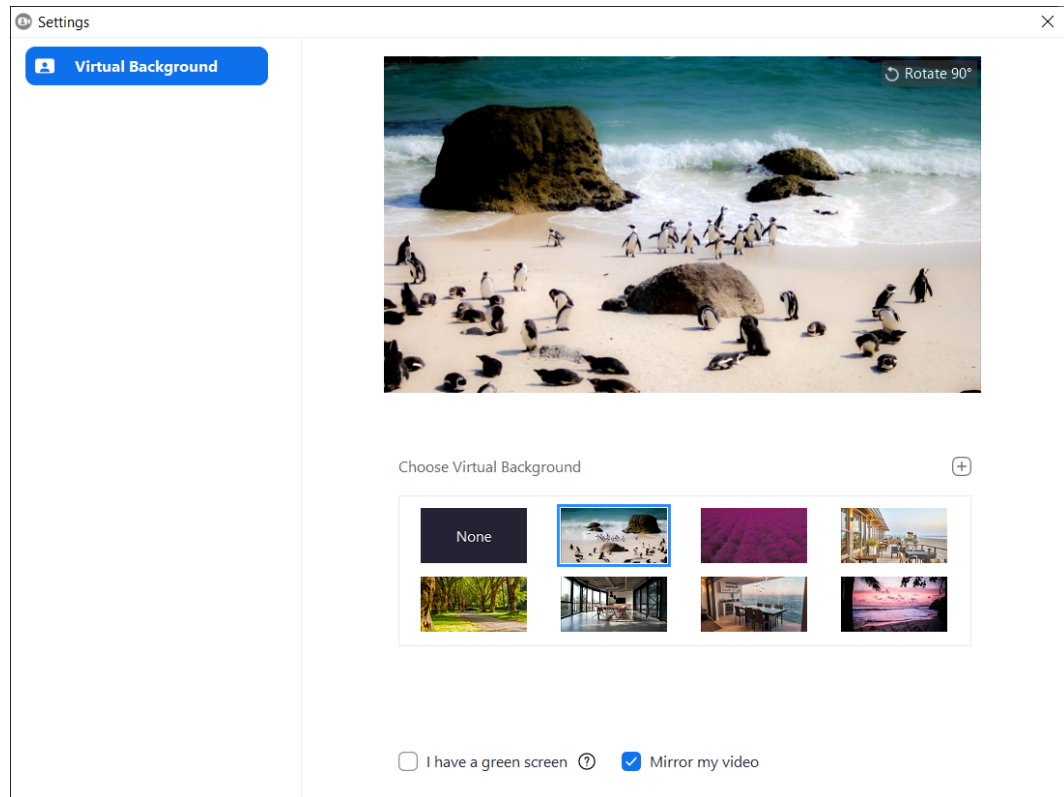 Settings
Virtual Background
Rotate 90°
Choose Virtual Background
None
I have a green screen
Mirror my video